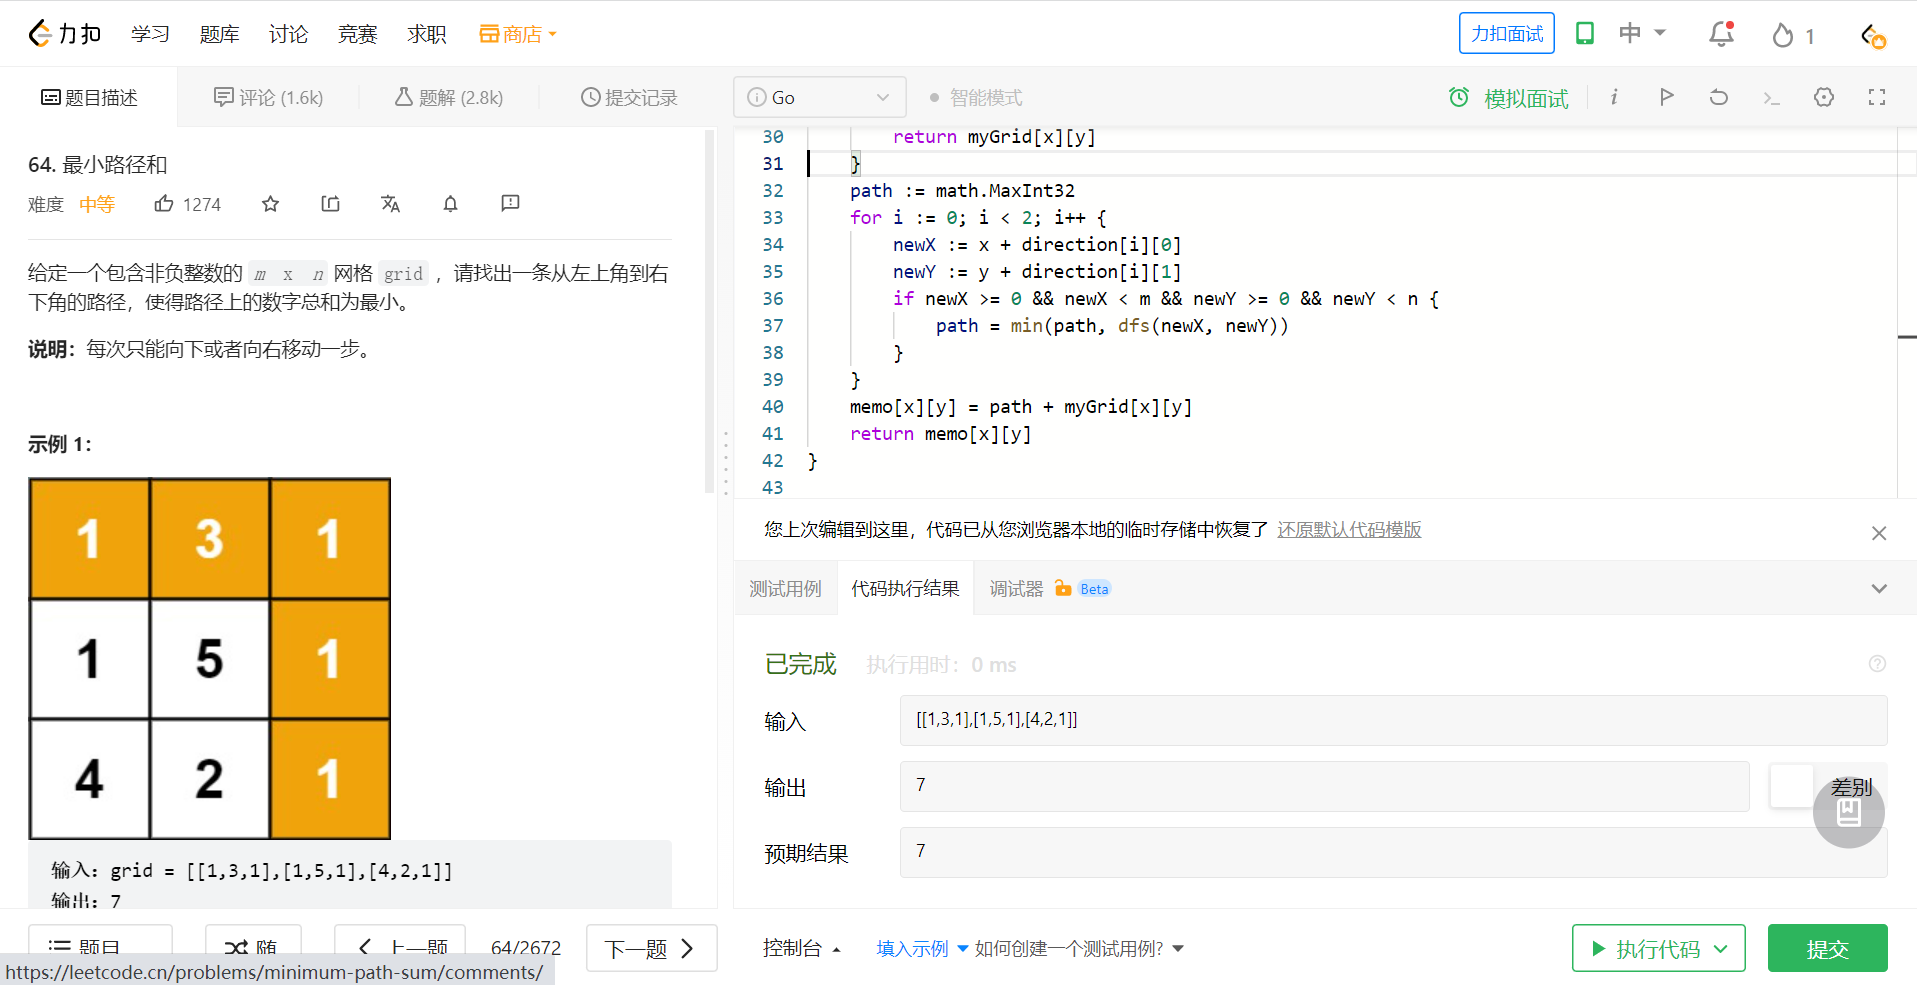 力扣 学习 题库 讨论 竞赛 求职 商店 力扣面试 中 1
题目描述 评论 (1.6k) 题解 (2.8k) 提交记录
64. 最小路径和
难度 中等 1274
给定一个包含非负整数的 m x n 网格 grid ，请找出一条从左上角到右
下角的路径，使得路径上的数字总和为最小。
说明：每次只能向下或者向右移动一步。
示例 1：
1 3 1
1 5 1
4 2 1
输入：grid = [[1,3,1],[1,5,1],[4,2,1]]
输出：7
题目 随 上一题 64/2672 下一题
https://leetcode.cn/problems/minimum-path-sum/comments/
Go 智能模式 模拟面试
30 return myGrid[x][y]
31 }
32 path := math.MaxInt32
33 for i := 0; i < 2; i++ {
34 newX := x + direction[i][0]
35 newY := y + direction[i][1]
36 if newX >= 0 && newX < m && newY >= 0 && newY < n {
37 path = min(path, dfs(newX, newY))
38 }
39 }
40 memo[x][y] = path + myGrid[x][y]
41 return memo[x][y]
42 }
43
您上次编辑到这里，代码已从您浏览器本地的临时存储中恢复了 还原默认代码模版
测试用例 代码执行结果 调试器 Beta
已完成 执行用时：0 ms
输入 [[1,3,1],[1,5,1],[4,2,1]]
输出 7 差别
预期结果 7
控制台 填入示例 如何创建一个测试用例? 执行代码 提交